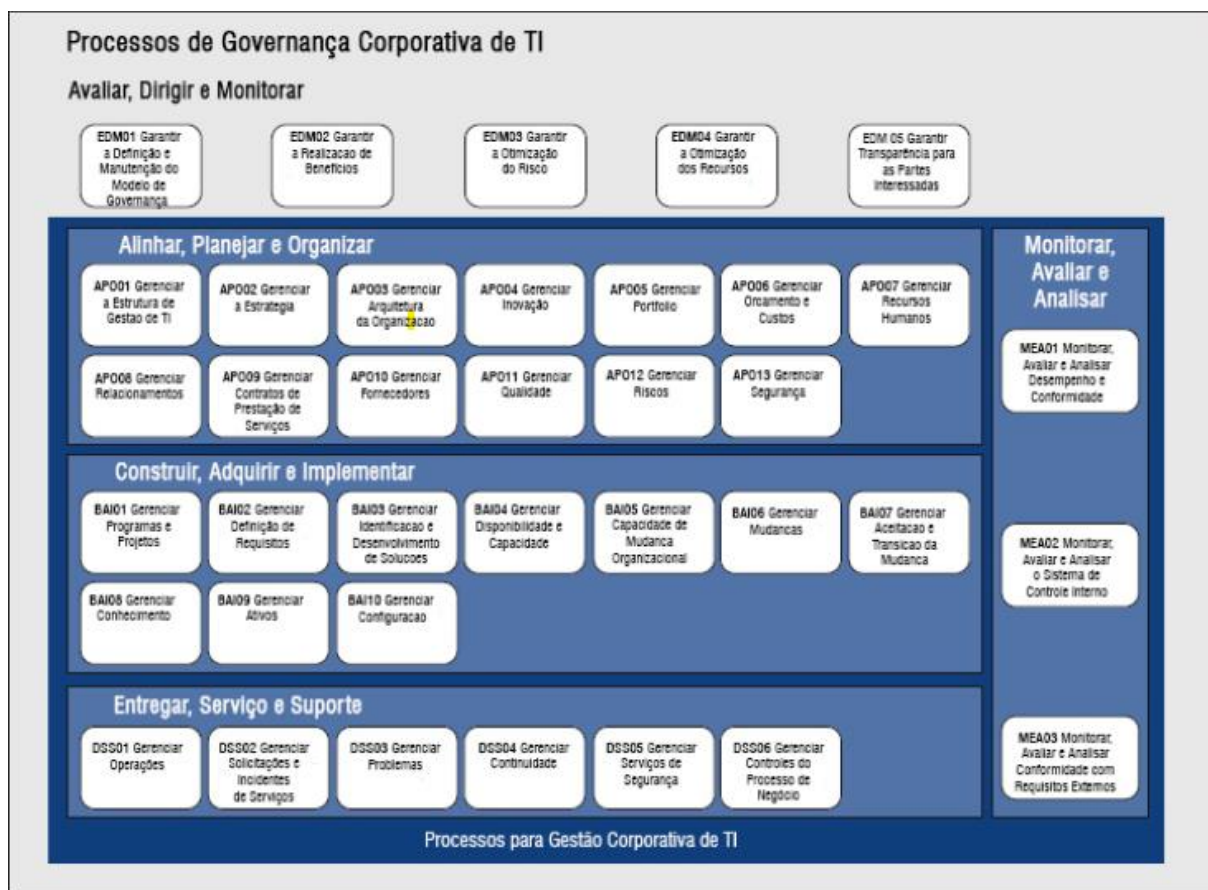 Processos de Governança Corporativa de TI
Avaliar, Dirigir e Monitorar
EDM01 Garantir
a Definição e
Manutenção do
Modelo de
Governança
EDM02 Garantir
a Realizacao de
Benefícios
EDM03 Garantir
a Otimização
do Risco
EDM04 Garantir
a Otimização
dos Recursos
EDM 05 Garantir
Transparência para
as Partes
Interessadas
Alinhar, Planejar e Organizar
APO01 Gerenciar
a Estrutura de
Gestao de TI
APO02 Gerenciar
a Estrategia
APO03 Gerenciar
Arquitetura
da Organizacao
APO04 Gerenciar
Inovação
APO05 Gerenciar
Portfolio
APO06 Gerenciar
Orcamento e
Custos
APO07 Gerenciar
Recursos
Humanos
APO08 Gerenciar
Relacionamentos
APO09 Gerenciar
Contratos de
Prestação de
Serviços
APO10 Gerenciar
Fornecedores
APO11 Gerenciar
Qualidade
APO12 Gerenciar
Riscos
APO13 Gerenciar
Segurança
Construir, Adquirir e Implementar
BAI01 Gerenciar
Programas e
Projetos
BAI02 Gerenciar
Definição de
Requisitos
BAI03 Gerenciar
Identificacao e
Desenvolvimento
de Solucoes
BAI04 Gerenciar
Disponibilidade e
Capacidade
BAI05 Gerenciar
Capacidade de
Mudanca
Organizacional
BAI06 Gerenciar
Mudancas
BAI07 Gerenciar
Aceitacao e
Transicao da
Mudanca
BAI08 Gerenciar
Conhecimento
BAI09 Gerenciar
Ativos
BAI10 Gerenciar
Configuracao
Entregar, Serviço e Suporte
DSS01 Gerenciar
Operações
DSS02 Gerenciar
Solicitações e
Incidentes
de Serviços
DSS03 Gerenciar
Problemas
DSS04 Gerenciar
Continuidade
DSS05 Gerenciar
Serviços de
Segurança
DSS06 Gerenciar
Controles do
Processo de
Negócio
Monitorar,
Avaliar e
Analisar
MEA01 Monitorar,
Avaliar e Analisar
Desempenho e
Conformidade
MEA02 Monitorar,
Avaliar e Analisar
o Sistema de
Controle Interno
MEA03 Monitorar,
Avaliar e Analisar
Conformidade com
Requisitos Externos
Processos para Gestão Corporativa de TI